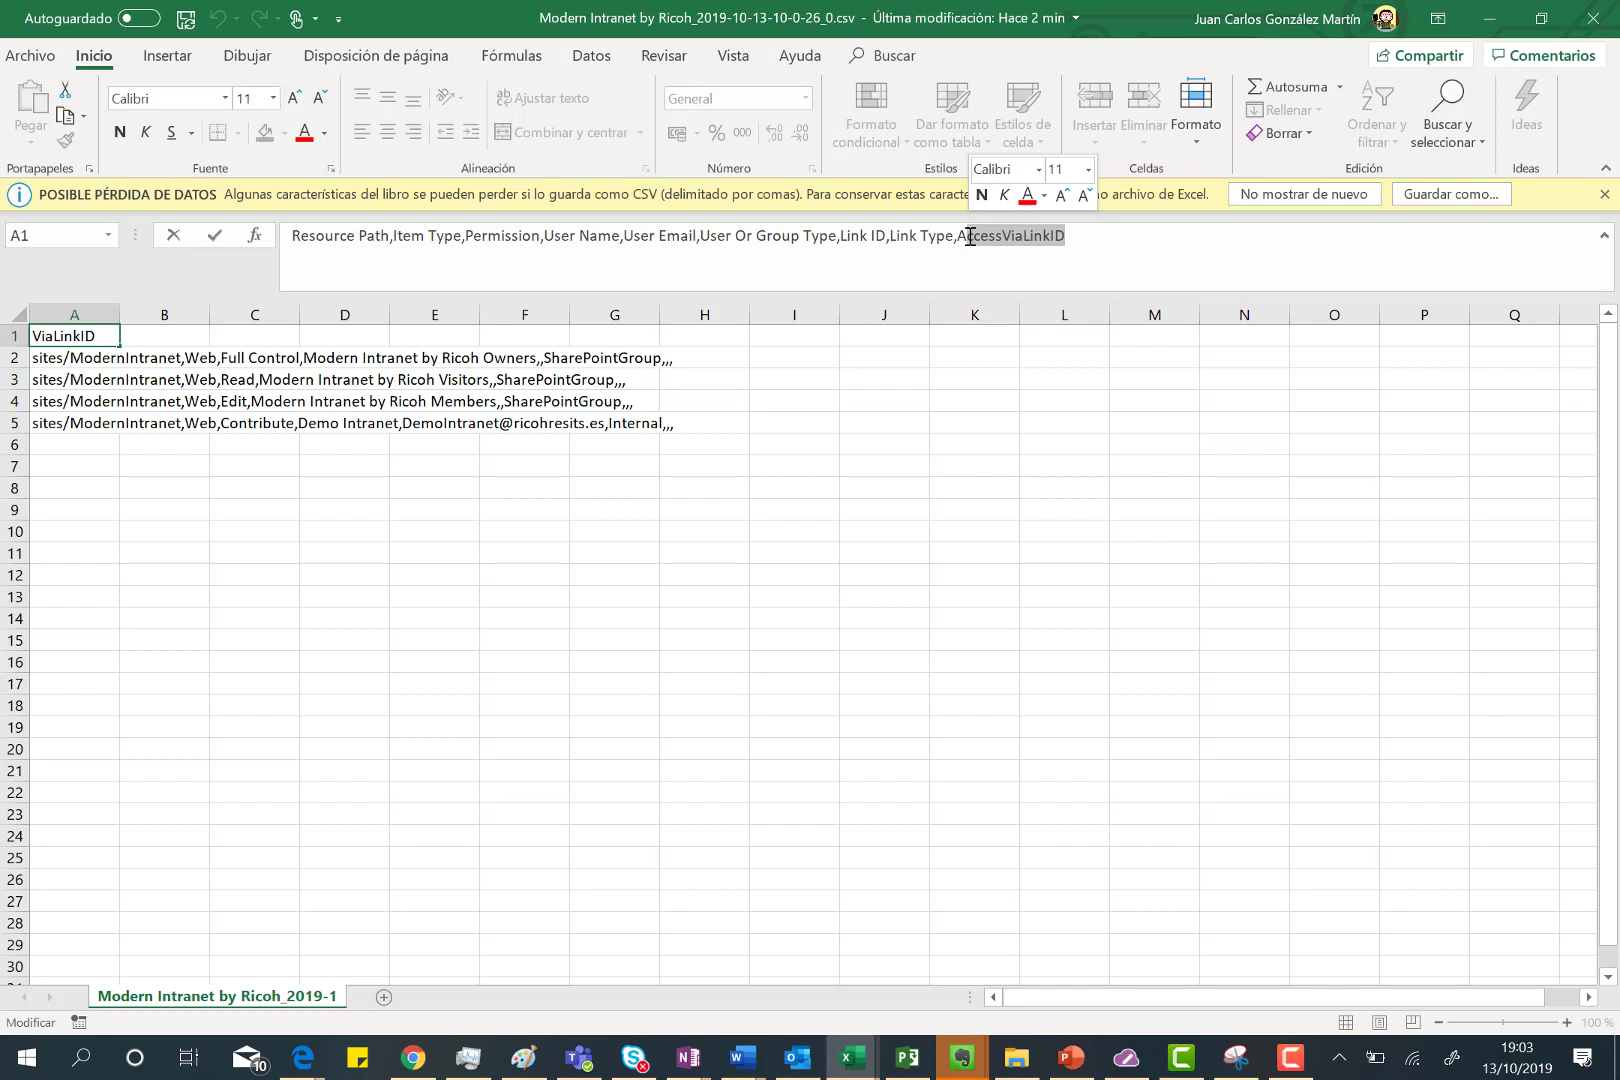 Autoguardado
Modern Intranet by Ricoh_2019-10-13-10-0-26_0.csv - Última modificación: Hace 2 min
Juan Carlos González Martín
Archivo Inicio Insertar Dibujar Disposición de página Fórmulas Datos Revisar Vista Ayuda Buscar
Compartir Comentarios
Pegar
Calibri 11
N K S
Ajustar texto
Combinar y centrar
General
% 000
Formato condicional
Dar formato como tabla
Estilos de celda
Insertar Eliminar Formato
Autosuma
Rellenar
Borrar
Ordenar y filtrar
Buscar y seleccionar
Ideas
Portapapeles Fuente Alineación Número Estilos Celdas Edición Ideas
Calibri 11
N K A
POSIBLE PÉRDIDA DE DATOS Algunas características del libro se pueden perder si lo guarda como CSV (delimitado por comas). Para conservar estas caracte o archivo de Excel.
No mostrar de nuevo Guardar como...
A1
fx
Resource Path,Item Type,Permission,User Name,User Email,User Or Group Type,Link ID,Link Type,AccessViaLinkID
A B C D E F G H I J K L M N O P Q
1 ViaLinkID
2 sites/ModernIntranet,Web,Full Control,Modern Intranet by Ricoh Owners,,SharePointGroup,,,
3 sites/ModernIntranet,Web,Read,Modern Intranet by Ricoh Visitors,,SharePointGroup,,,
4 sites/ModernIntranet,Web,Edit,Modern Intranet by Ricoh Members,,SharePointGroup,,,
5 sites/ModernIntranet,Web,Contribute,Demo Intranet,DemoIntranet@ricohresits.es,Internal,,,
6
7
8
9
10
11
12
13
14
15
16
17
18
19
20
21
22
23
24
25
26
27
28
29
30
Modern Intranet by Ricoh_2019-1
Modificar
100 %
10
19:03
13/10/2019